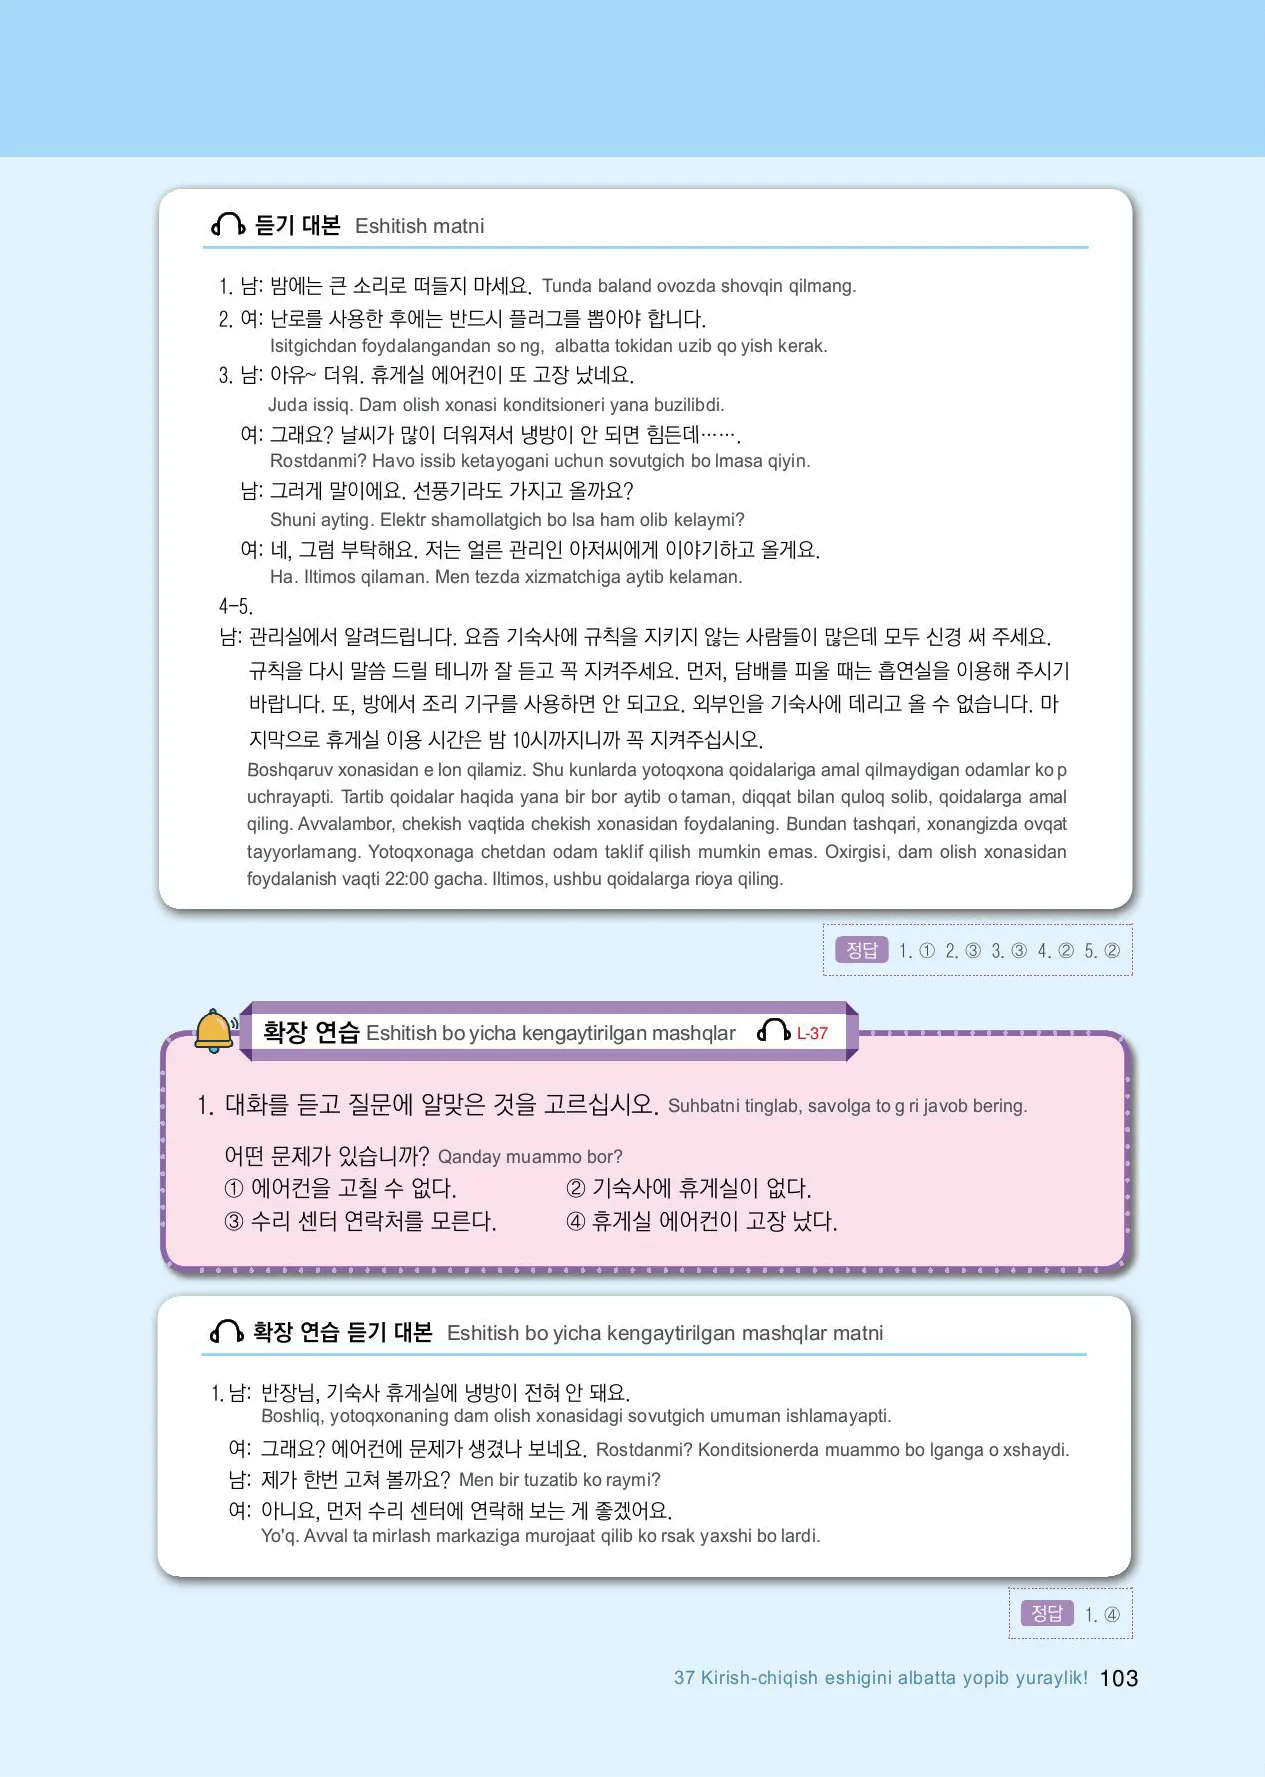 듣기 대본 Eshitish matni
1. 남: 밤에는 큰 소리로 떠들지 마세요. Tunda baland ovozda shovqin qilmang.
2. 여: 난로를 사용한 후에는 반드시 플러그를 뽑아야 합니다.
Isitgichdan foydalangandan so ng, albatta tokidan uzib qo yish kerak.
3. 남: 아유~ 더워. 휴게실 에어컨이 또 고장 났네요.
Juda issiq. Dam olish xonasi konditsioneri yana buzilibdi.
여: 그래요? 날씨가 많이 더워져서 냉방이 안 되면 힘든데…….
Rostdanmi? Havo issib ketayogani uchun sovutgich bo lmasa qiyin.
남: 그러게 말이에요. 선풍기라도 가지고 올까요?
Shuni ayting. Elektr shamollatgich bo lsa ham olib kelaymi?
여: 네, 그럼 부탁해요. 저는 얼른 관리인 아저씨에게 이야기하고 올게요.
Ha. Iltimos qilaman. Men tezda xizmatchiga aytib kelaman.
4-5.
남: 관리실에서 알려드립니다. 요즘 기숙사에 규칙을 지키지 않는 사람들이 많은데 모두 신경 써 주세요.
규칙을 다시 말씀 드릴 테니까 잘 듣고 꼭 지켜주세요. 먼저, 담배를 피울 때는 흡연실을 이용해 주시기
바랍니다. 또, 방에서 조리 기구를 사용하면 안 되고요. 외부인을 기숙사에 데리고 올 수 없습니다. 마
지막으로 휴게실 이용 시간은 밤 10시까지니까 꼭 지켜주십시오.
Boshqaruv xonasidan e lon qilamiz. Shu kunlarda yotoqxona qoidalariga amal qilmaydigan odamlar ko p
uchrayapti. Tartib qoidalar haqida yana bir bor aytib o taman, diqqat bilan quloq solib, qoidalarga amal
qiling. Avvalambor, chekish vaqtida chekish xonasidan foydalaning. Bundan tashqari, xonangizda ovqat
tayyorlamang. Yotoqxonaga chetdan odam taklif qilish mumkin emas. Oxirgisi, dam olish xonasidan
foydalanish vaqti 22:00 gacha. Iltimos, ushbu qoidalarga rioya qiling.
정답 1. ① 2. ③ 3. ③ 4. ② 5. ②
확장 연습 Eshitish bo yicha kengaytirilgan mashqlar L-37
1. 대화를 듣고 질문에 알맞은 것을 고르십시오. Suhbatni tinglab, savolga to g ri javob bering.
어떤 문제가 있습니까? Qanday muammo bor?
① 에어컨을 고칠 수 없다. ② 기숙사에 휴게실이 없다.
③ 수리 센터 연락처를 모른다. ④ 휴게실 에어컨이 고장 났다.
확장 연습 듣기 대본 Eshitish bo yicha kengaytirilgan mashqlar matni
1. 남: 반장님, 기숙사 휴게실에 냉방이 전혀 안 돼요.
Boshliq, yotoqxonaning dam olish xonasidagi sovutgich umuman ishlamayapti.
여: 그래요? 에어컨에 문제가 생겼나 보네요. Rostdanmi? Konditsionerda muammo bo lganga o xshaydi.
남: 제가 한번 고쳐 볼까요? Men bir tuzatib ko raymi?
여: 아니요, 먼저 수리 센터에 연락해 보는 게 좋겠어요.
Yo'q. Avval ta mirlash markaziga murojaat qilib ko rsak yaxshi bo lardi.
정답 1. ④
37 Kirish-chiqish eshigini albatta yopib yuraylik! 103